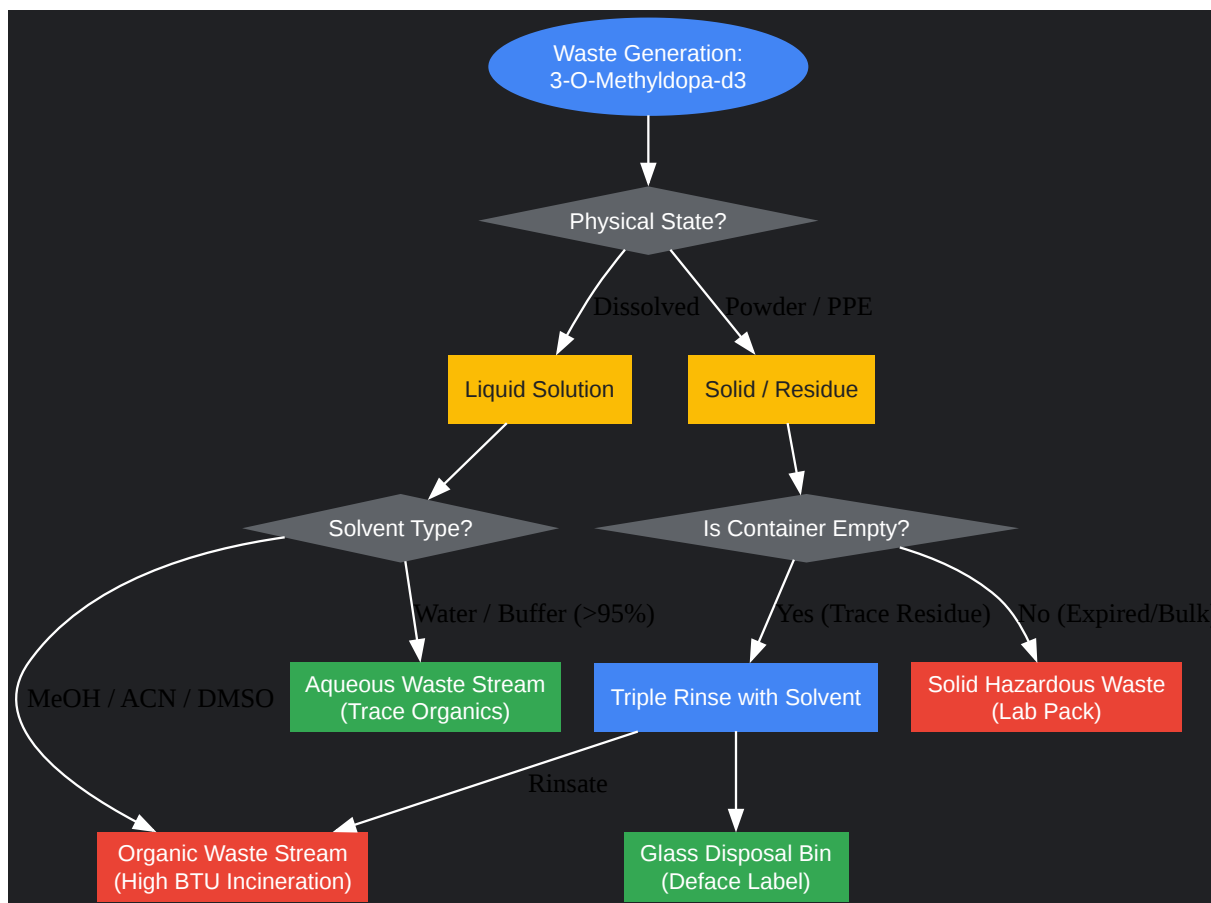 Waste Generation:
3-O-Methyldopa-d3
Physical State?
Dissolved
Powder / PPE
Liquid Solution
Solid / Residue
Solvent Type?
Is Container Empty?
Water / Buffer (>95%)
Yes (Trace Residue)
No (Expired/Bulk
MeOH / ACN / DMSO
Aqueous Waste Stream
(Trace Organics)
Triple Rinse with Solvent
Solid Hazardous Waste
(Lab Pack)
Rinsate
Organic Waste Stream
(High BTU Incineration)
Glass Disposal Bin
(Deface Label)